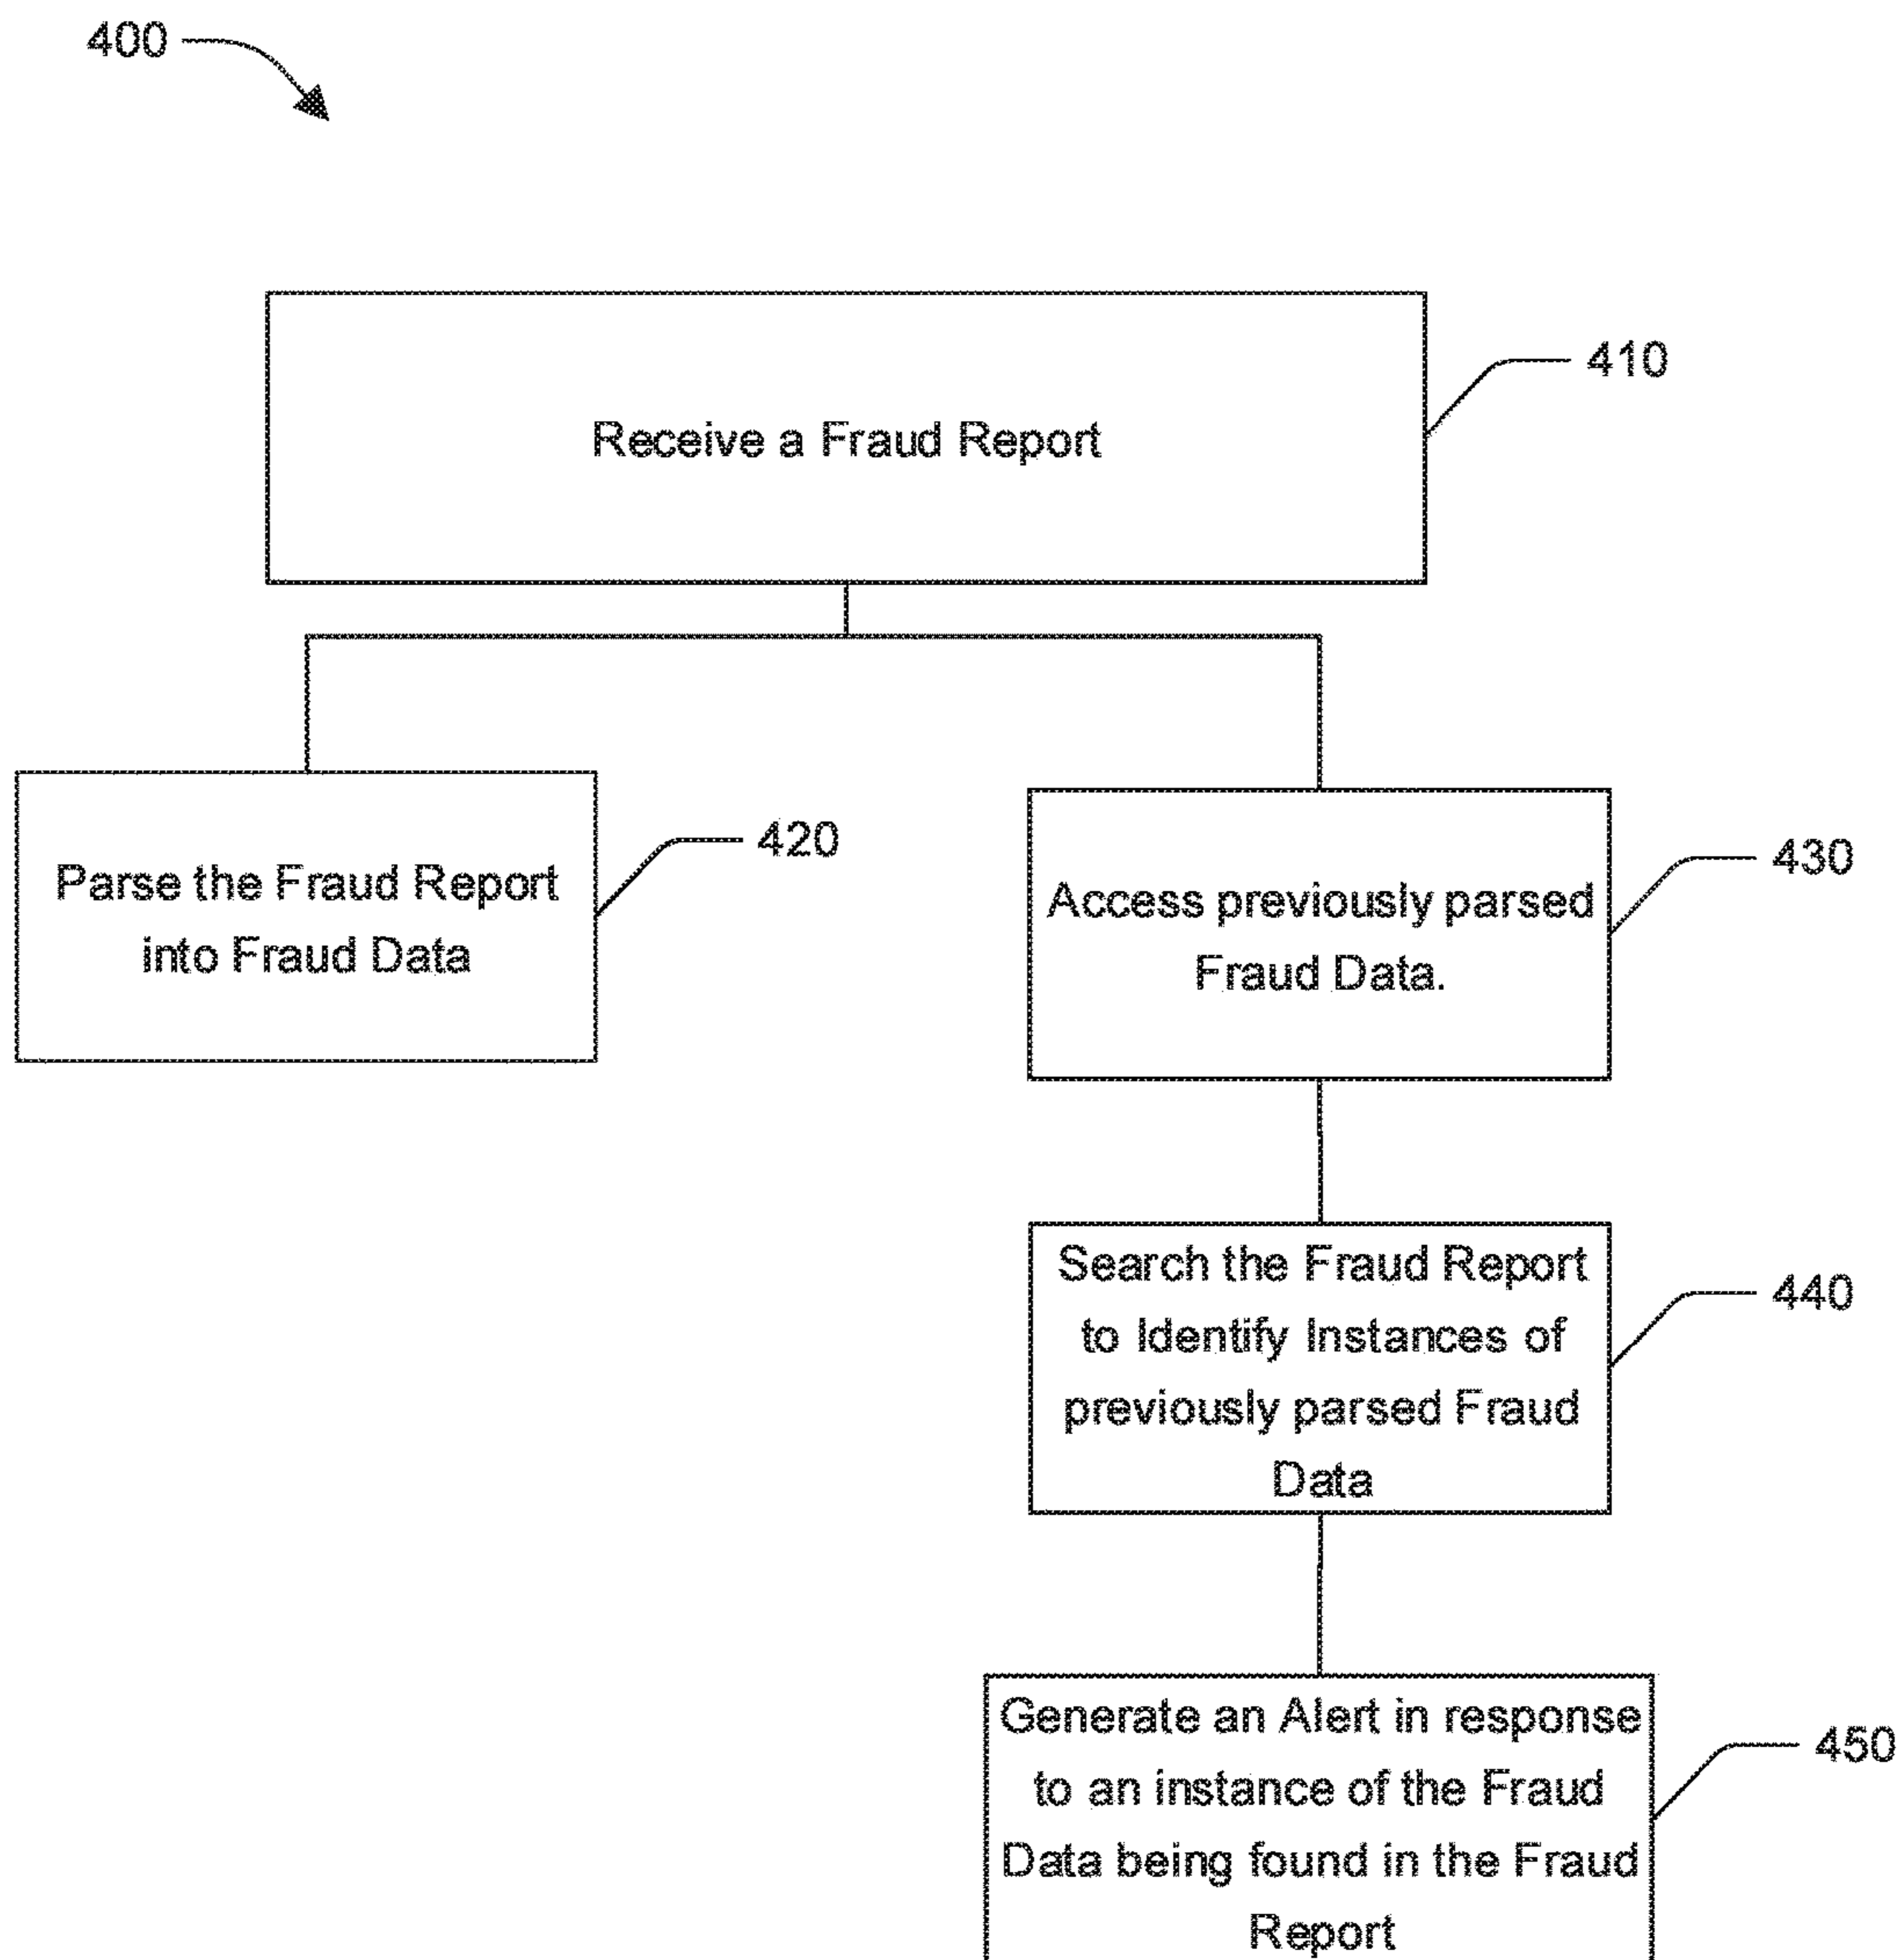 400
Receive a Fraud Report
410
Parse the Fraud Report
into Fraud Data
420
Access previously parsed
Fraud Data.
430
Search the Fraud Report
to Identify Instances of
previously parsed Fraud
Data
440
Generate an Alert in response
to an instance of the Fraud
Data being found in the Fraud
Report
450